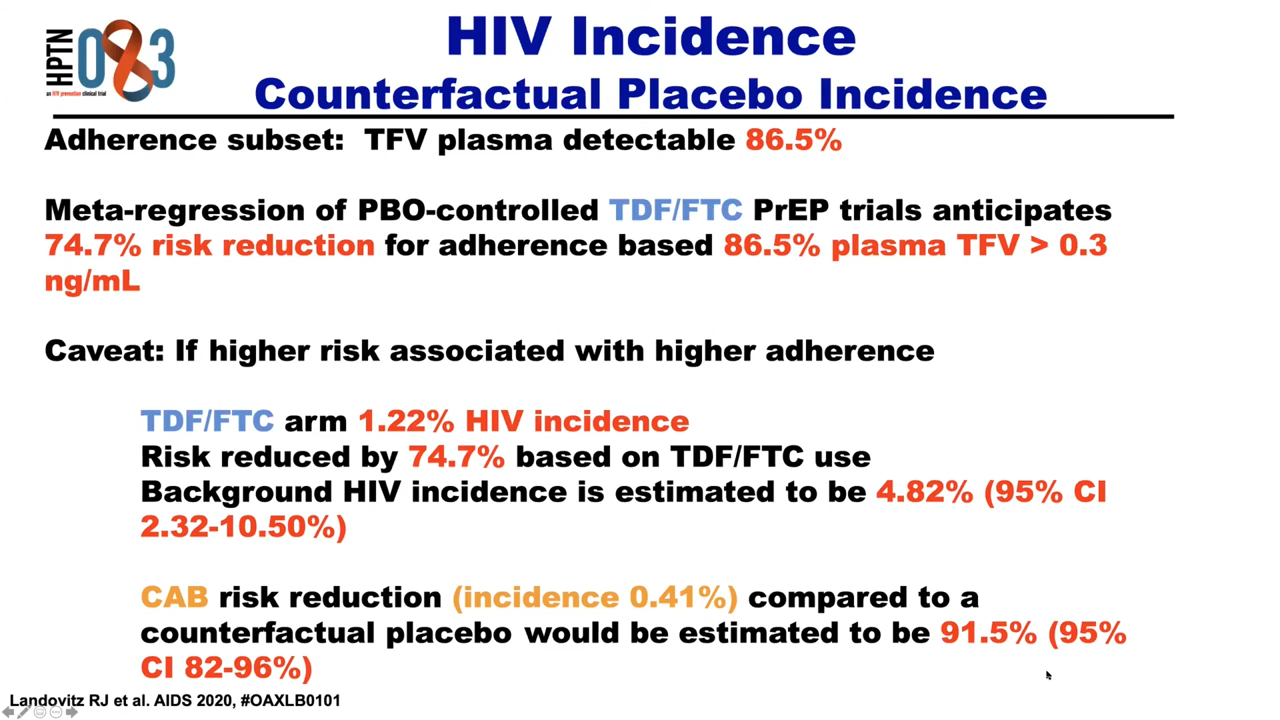 HPTN 083
an HIV prevention clinical trial
HIV Incidence
Counterfactual Placebo Incidence
Adherence subset: TFV plasma detectable 86.5%
Meta-regression of PBO-controlled TDF/FTC PrEP trials anticipates
74.7% risk reduction for adherence based 86.5% plasma TFV > 0.3
ng/mL
Caveat: If higher risk associated with higher adherence
TDF/FTC arm 1.22% HIV incidence
Risk reduced by 74.7% based on TDF/FTC use
Background HIV incidence is estimated to be 4.82% (95% CI
2.32-10.50%)
CAB risk reduction (incidence 0.41%) compared to a
counterfactual placebo would be estimated to be 91.5% (95%
CI 82-96%)
Landovitz RJ et al. AIDS 2020, #OAXLB0101